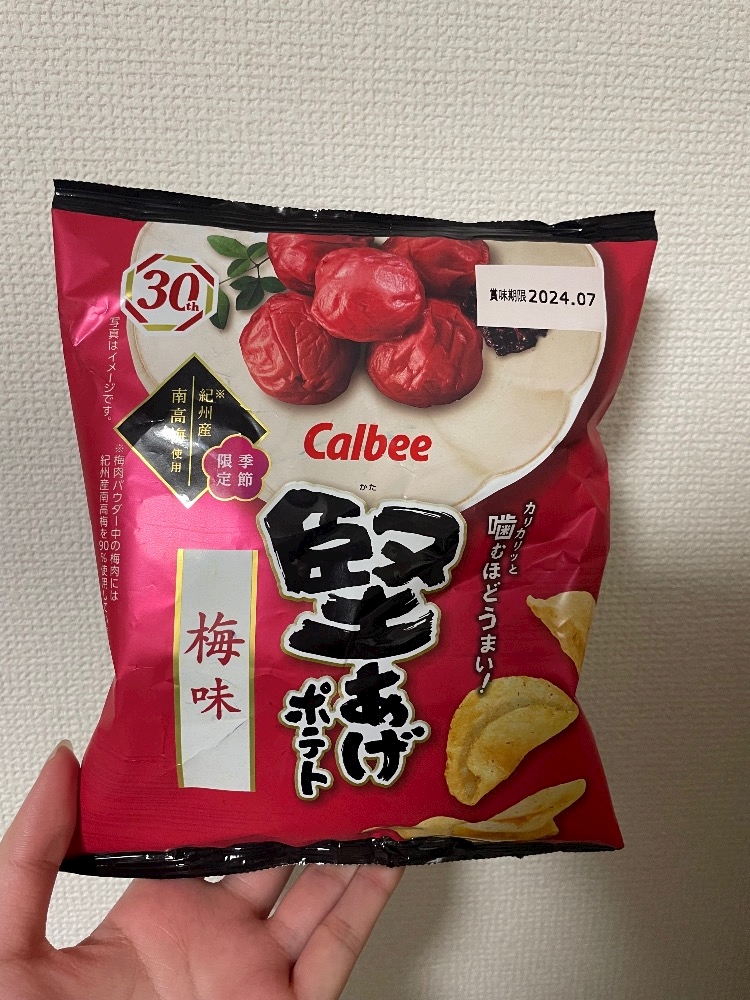 30th
賞味期限2024.07
写真はイメージです。
※
紀州産
南高梅使用
季節
限定
※梅肉パウダー中の梅肉には
紀州産南高梅を90%使用し
Calbee
かた
堅あげ
ポテト
カリカリッと
噛むほどうまい!
梅味